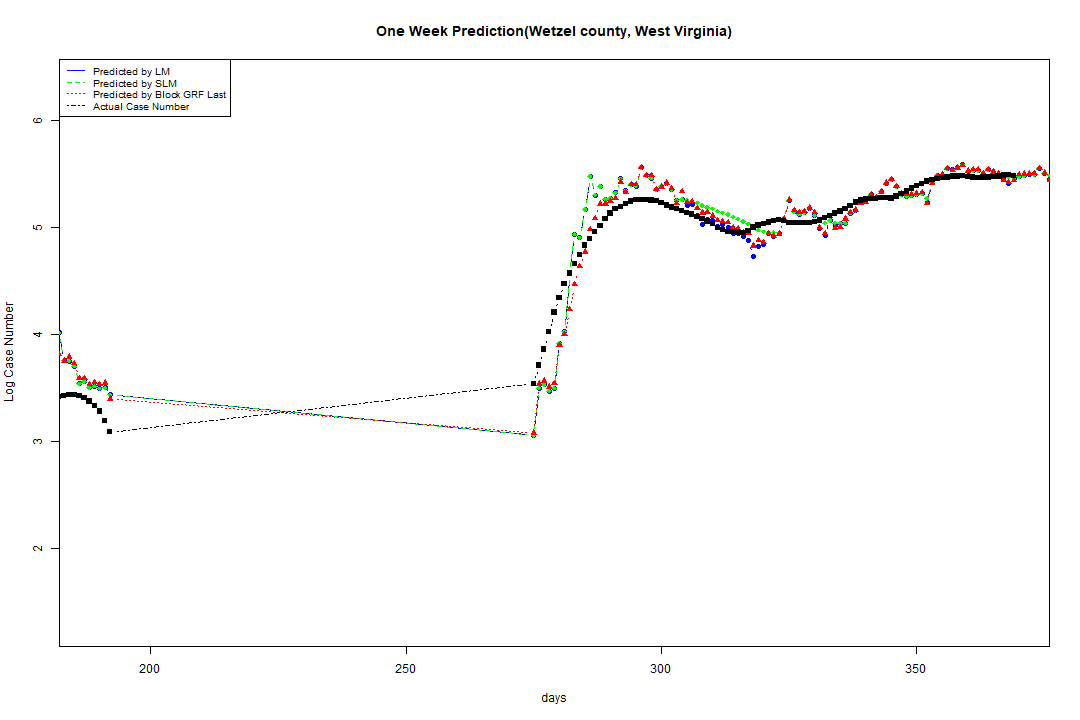 One Week Prediction(Wetzel county, West Virginia)
Predicted by LM
Predicted by SLM
Predicted by Block GRF Last
Actual Case Number
6
5
4
3
2
Log Case Number
200
250
300
350
days